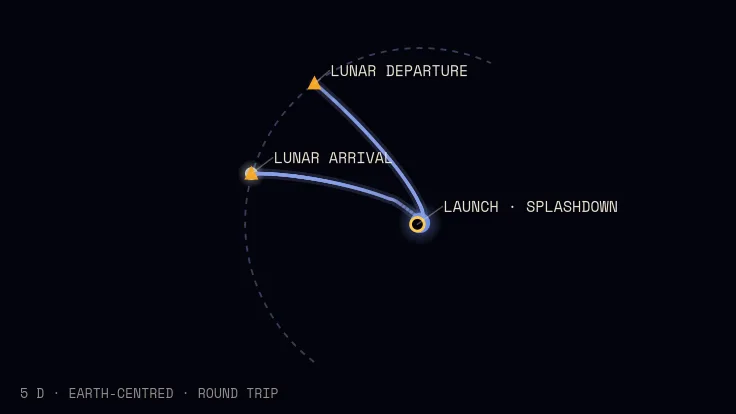 LUNAR DEPARTURE
LUNAR ARRIVAL
LAUNCH · SPLASHDOWN
5 D · EARTH-CENTRED · ROUND TRIP